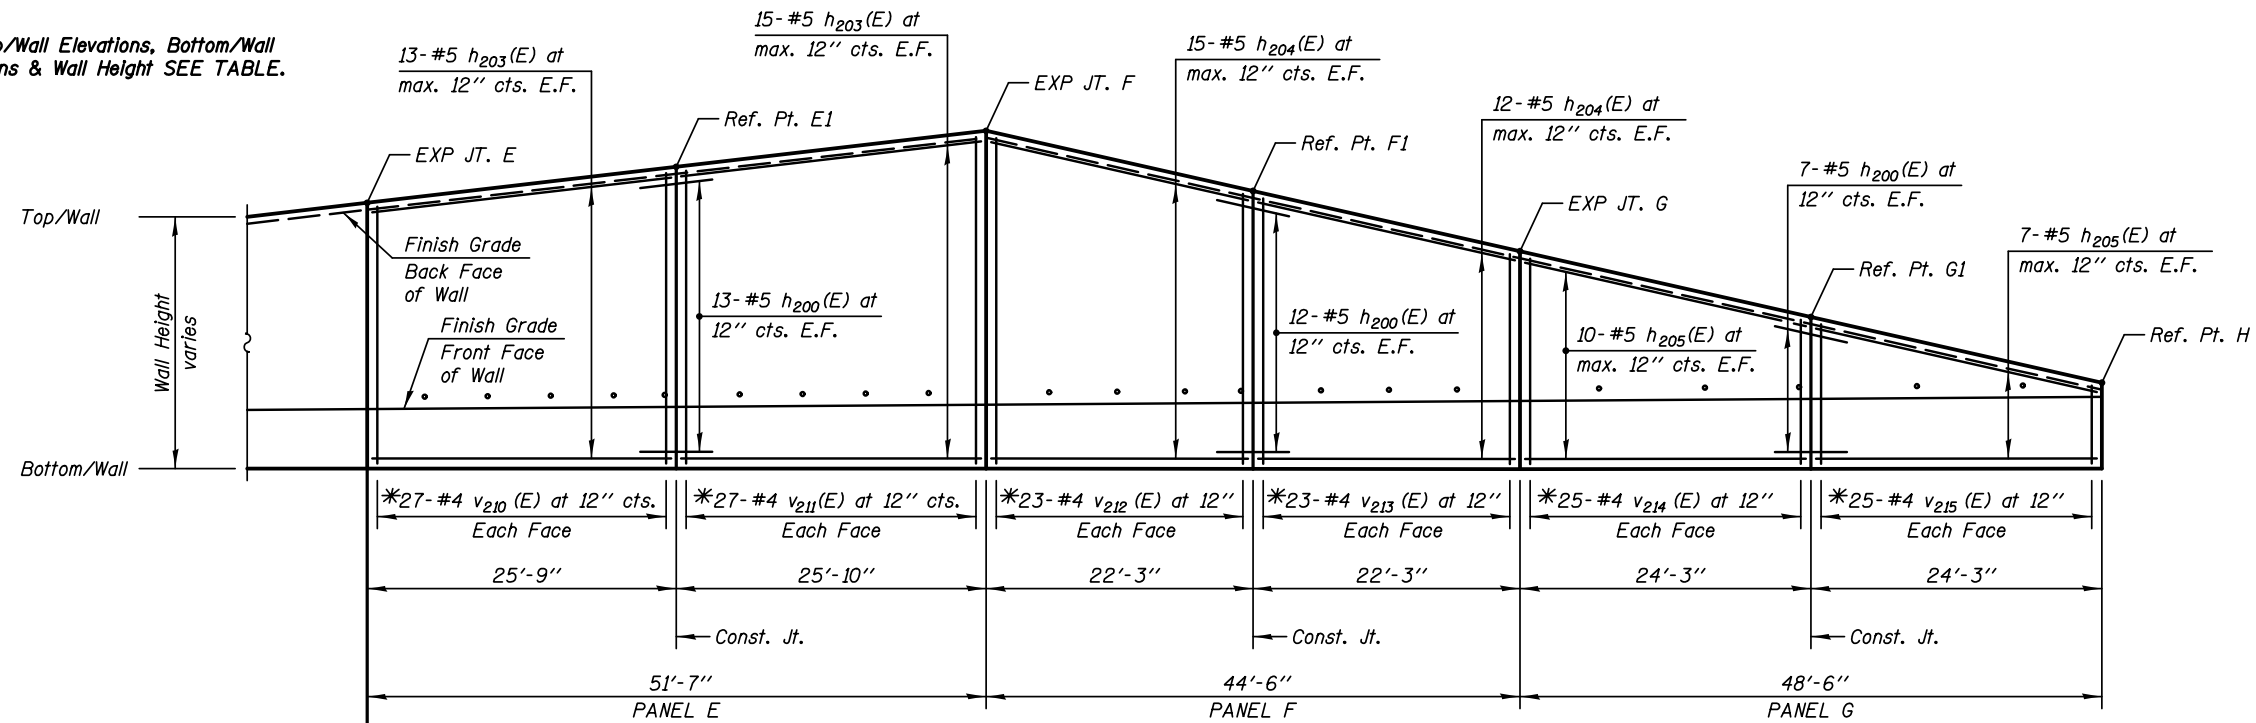 o/Wall Elevations, Bottom/Wall
ns & Wall Height SEE TABLE.
13-#5 h203(E) at
max. 12" cts. E.F.
15-#5 h203(E) at
max. 12" cts. E.F.
15-#5 h204(E) at
max. 12" cts. E.F.
12-#5 h204(E) at
max. 12" cts. E.F.
7-#5 h200(E) at
12" cts. E.F.
7-#5 h205(E) at
max. 12" cts. E.F.
EXP JT. E
Ref. Pt. E1
EXP JT. F
Ref. Pt. F1
EXP JT. G
Ref. Pt. G1
Ref. Pt. H
Top/Wall
Wall Height
varies
Bottom/Wall
Finish Grade
Back Face
of Wall
Finish Grade
Front Face
of Wall
13-#5 h200(E) at
12" cts. E.F.
12-#5 h200(E) at
12" cts. E.F.
10-#5 h205(E) at
max. 12" cts. E.F.
*27-#4 v210 (E) at 12" cts.
Each Face
*27-#4 v211(E) at 12" cts.
Each Face
*23-#4 v212 (E) at 12"
Each Face
*23-#4 v213 (E) at 12"
Each Face
*25-#4 v214 (E) at 12"
Each Face
*25-#4 v215 (E) at 12"
Each Face
25'-9"
25'-10"
22'-3"
22'-3"
24'-3"
24'-3"
Const. Jt.
Const. Jt.
Const. Jt.
51'-7"
PANEL E
44'-6"
PANEL F
48'-6"
PANEL G